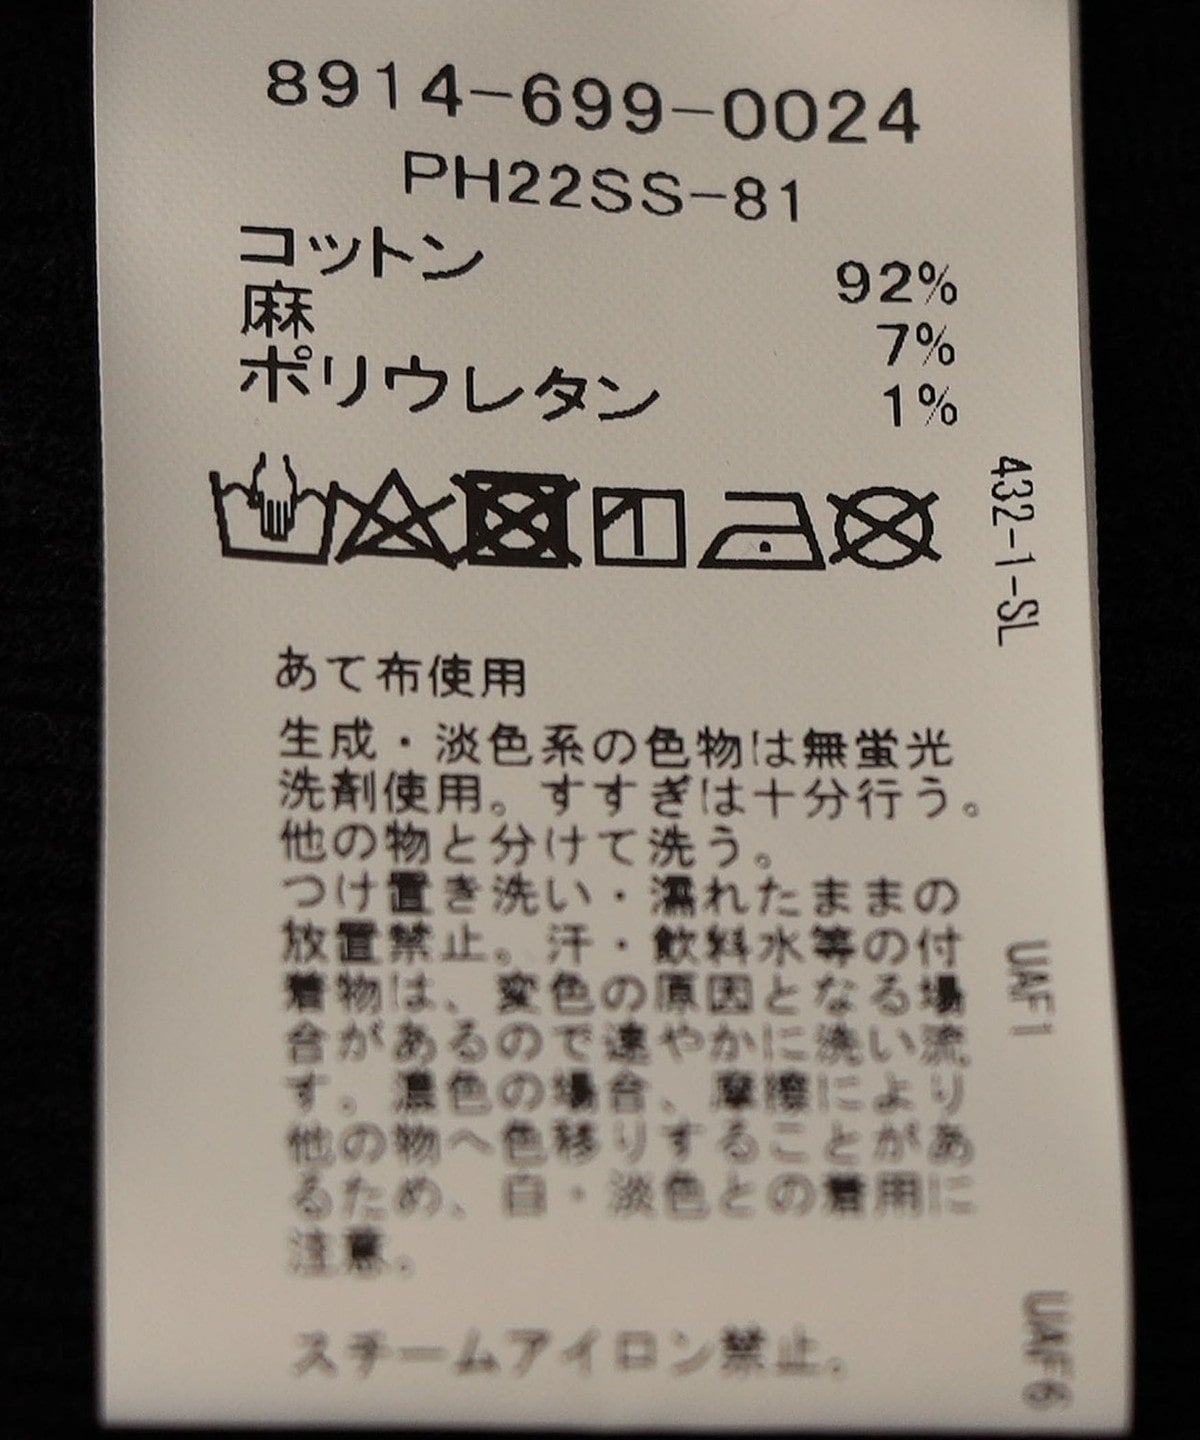 8914-699-0024
PH22SS-81
コットン 92%
麻 7%
ポリウレタン 1%
432-1-SL
あて布使用
生成・淡色系の色物は無蛍光
洗剤使用。すすぎは十分行う。
他の物と分けて洗う。
つけ置き洗い・濡れたままの
放置禁止。汗・飲料水等の付
着物は、変色の原因となる場
合があるので速やかに洗い流
す。濃色の場合、摩擦により
他の物へ色移りすることがあ
るため、白・淡色との着用に
注意。
UAF1
スチームアイロン禁止。
UAF6